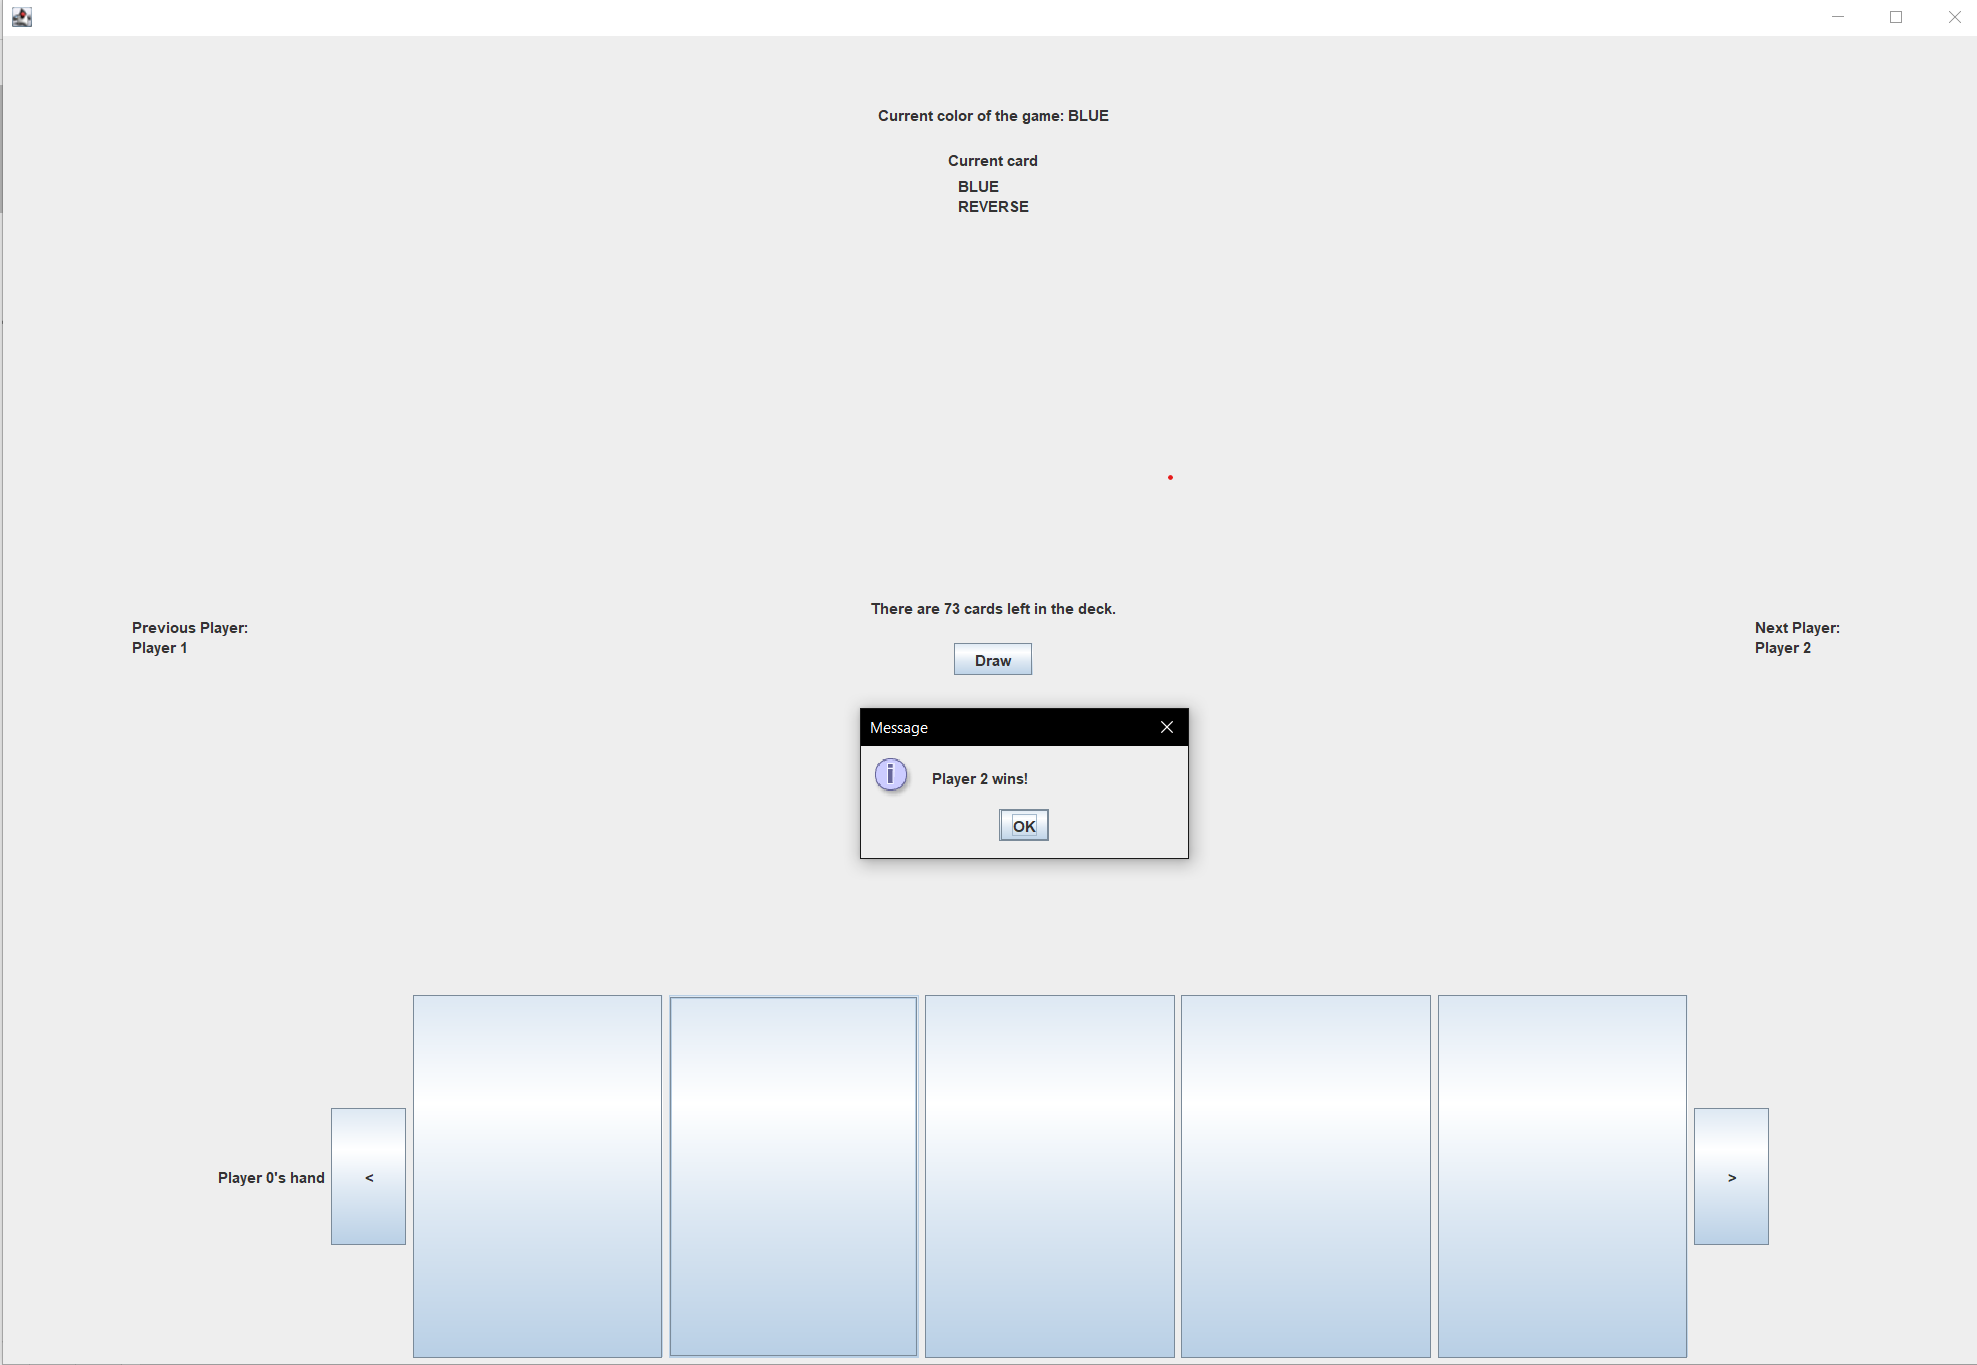 Current color of the game: BLUE
Current card
BLUE
REVERSE
There are 73 cards left in the deck.
Previous Player:
Player 1
Next Player:
Player 2
Draw
Message
Player 2 wins!
OK
Player 0's hand
<
>